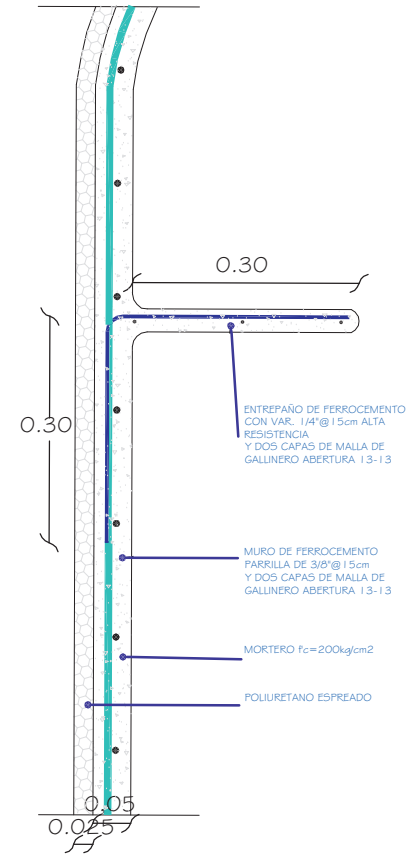 0.30
0.30
ENTREPAÑO DE FERROCEMENTO
CON VAR. 1/4"@15cm ALTA
RESISTENCIA
Y DOS CAPAS DE MALLA DE
GALLINERO ABERTURA 13-13
MURO DE FERROCEMENTO
PARRILLA DE 3/8"@15cm
Y DOS CAPAS DE MALLA DE
GALLINERO ABERTURA 13-13
MORTERO f'c=200kg/cm2
POLIURETANO ESPREADO
0.05
0.025